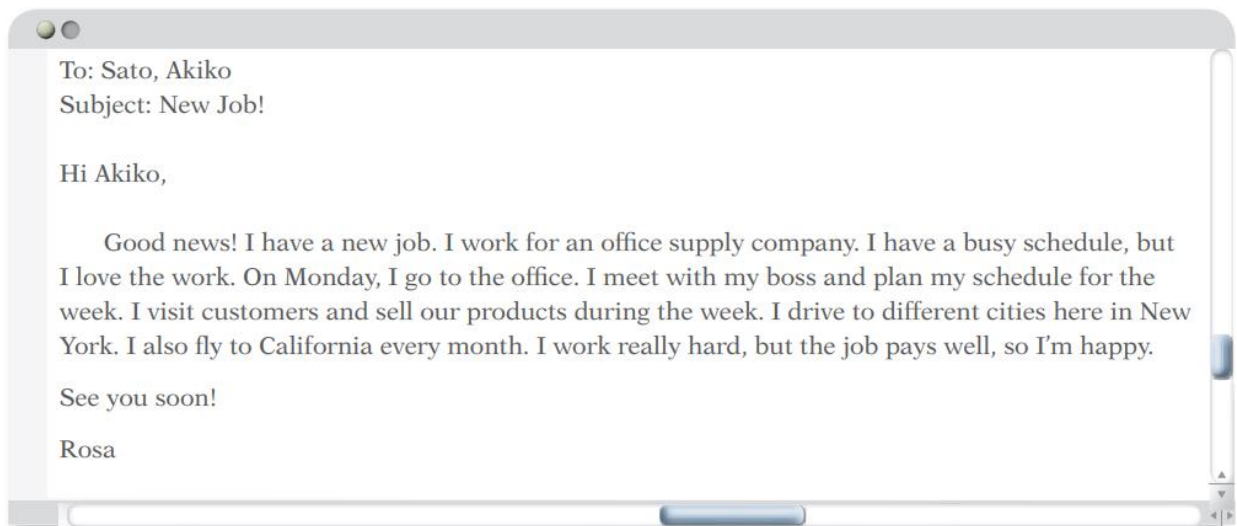 To: Sato, Akiko
Subject: New Job!
Hi Akiko,
Good news! I have a new job. I work for an office supply company. I have a busy schedule, but
I love the work. On Monday, I go to the office. I meet with my boss and plan my schedule for the
week. I visit customers and sell our products during the week. I drive to different cities here in New
York. I also fly to California every month. I work really hard, but the job pays well, so I’m happy.
See you soon!
Rosa